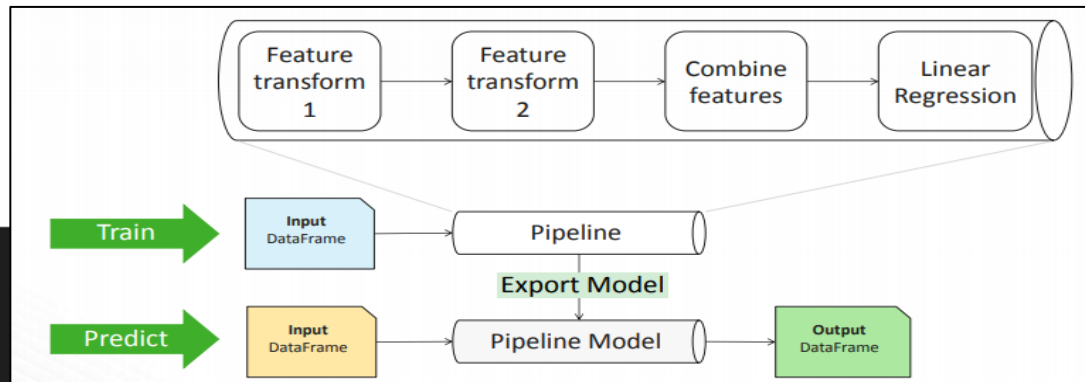 Feature
transform
1
Feature
transform
2
Combine
features
Linear
Regression
Train
Input
DataFrame
Pipeline
Export Model
Predict
Input
DataFrame
Pipeline Model
Output
DataFrame